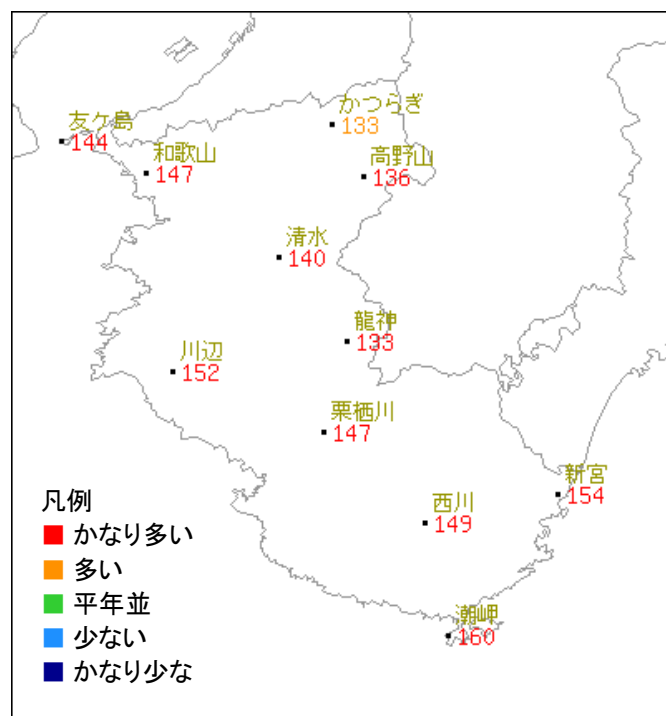 かつらぎ
133
友ケ島
144
和歌山
147
高野山
136
清水
140
龍神
133
川辺
152
栗栖川
147
新宮
154
西川
149
潮岬
160
凡例
かなり多い
多い
平年並
少ない
かなり少な